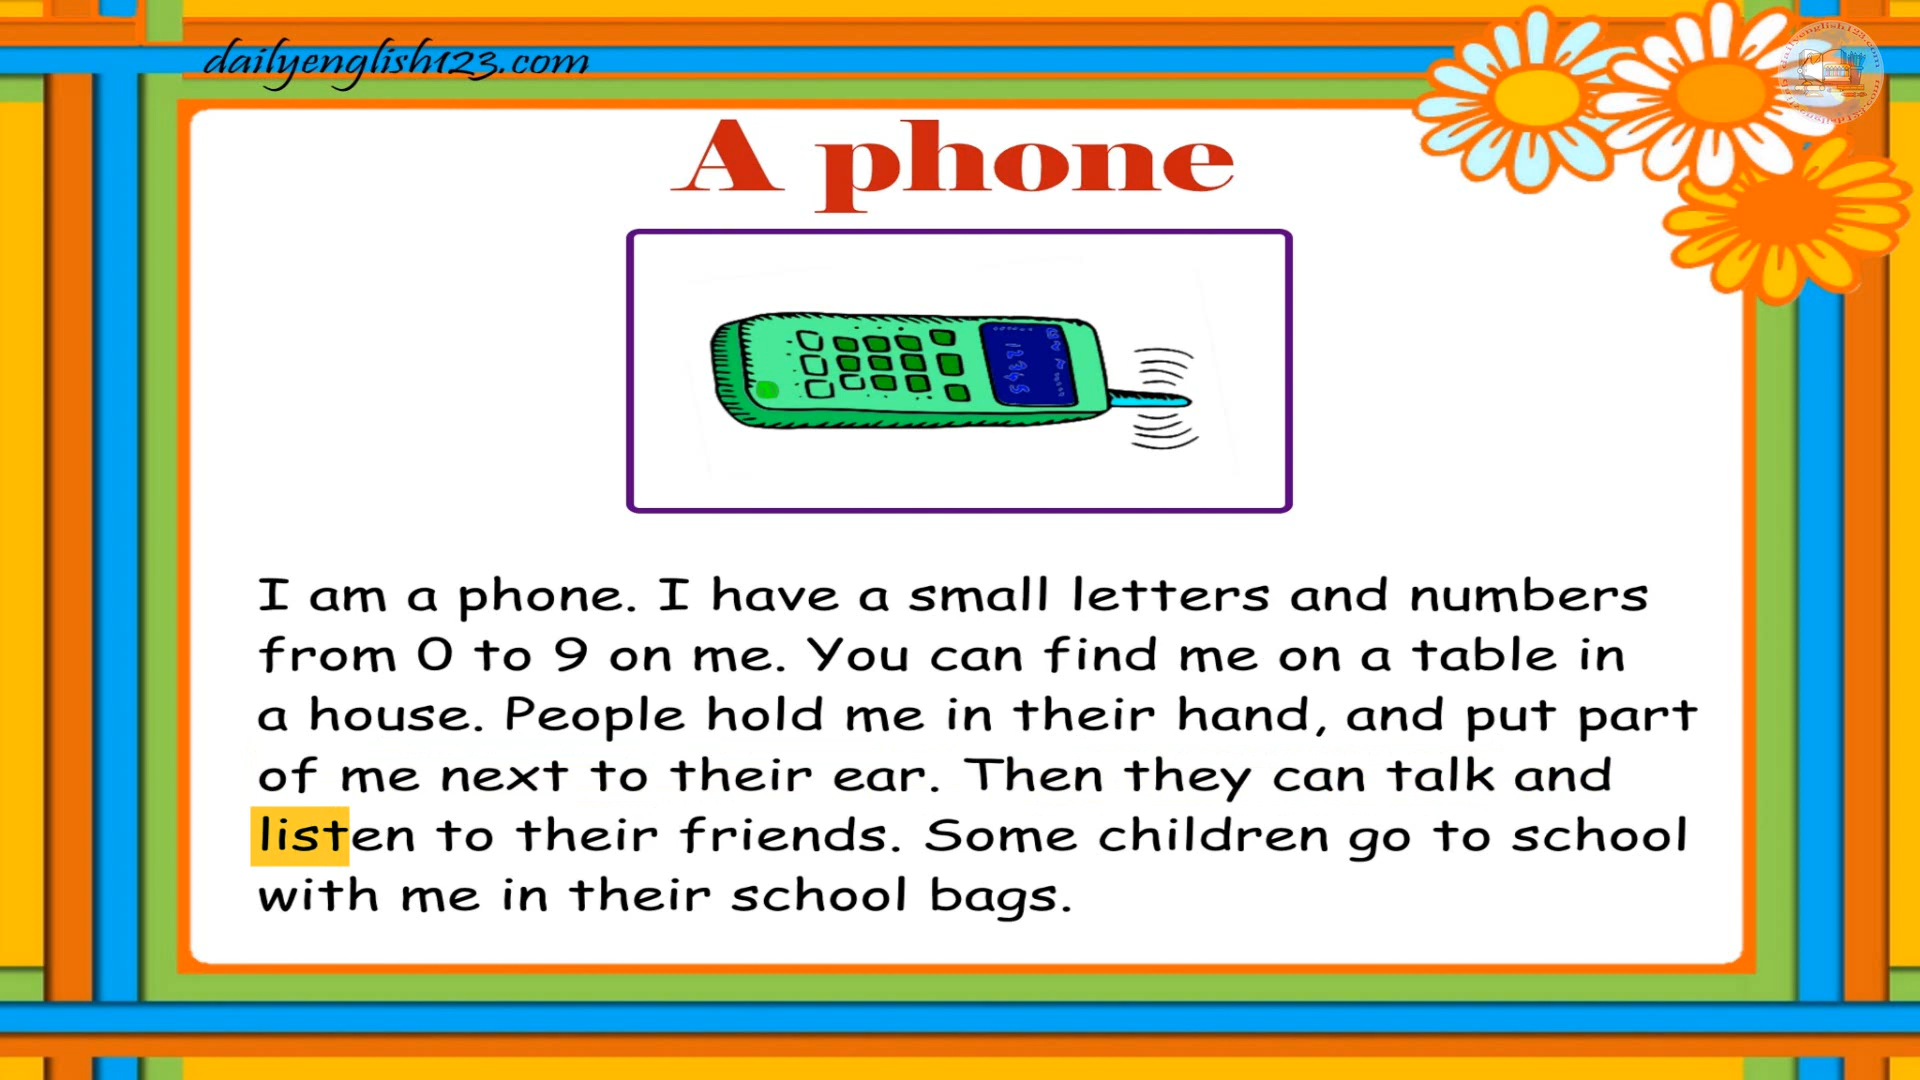 dailyenglish123.com
A phone
I am a phone. I have a small letters and numbers
from 0 to 9 on me. You can find me on a table in
a house. People hold me in their hand, and put part
of me next to their ear. Then they can talk and
listen to their friends. Some children go to school
with me in their school bags.